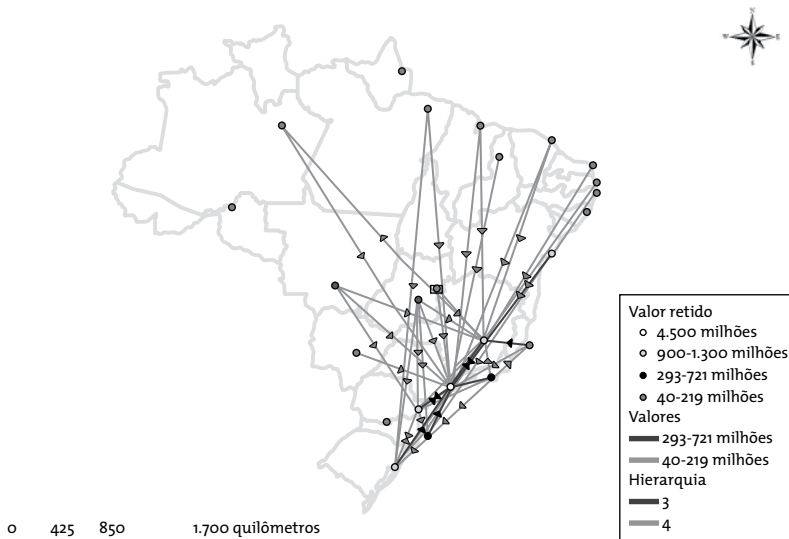 N
W
E
S
Valor retido
4.500 milhões
900-1.300 milhões
293-721 milhões
40-219 milhões
Valores
293-721 milhões
40-219 milhões
Hierarquia
3
4
0 425 850 1.700 quilômetros